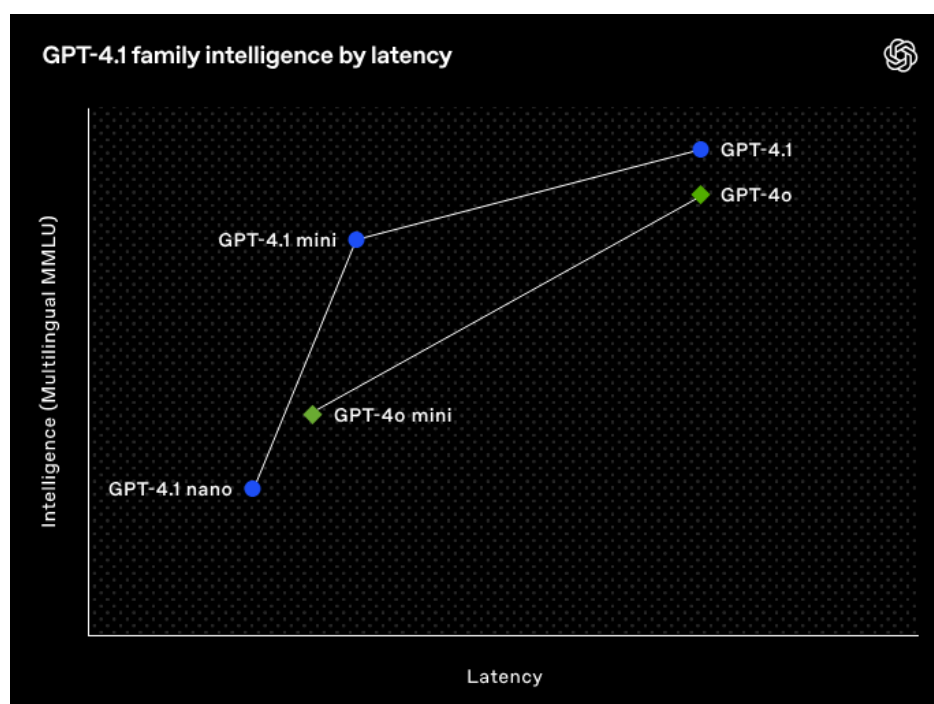 GPT-4.1 family intelligence by latency
GPT-4.1
GPT-4o
GPT-4.1 mini
GPT-4o mini
GPT-4.1 nano
Intelligence (Multilingual MMLU)
Latency